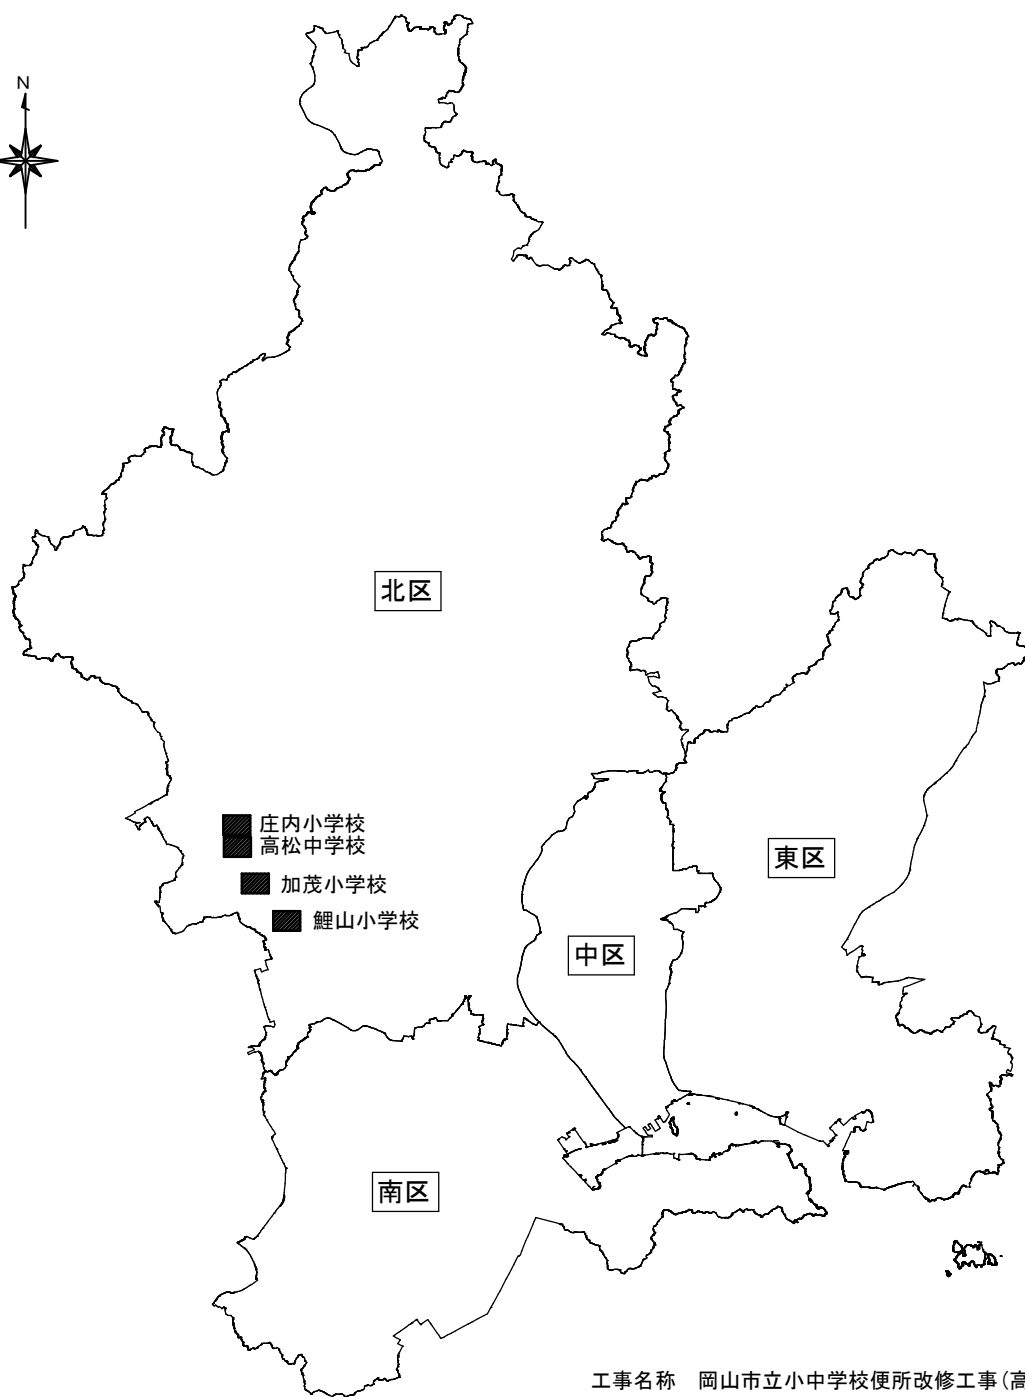 N
北区
庄内小学校
高松中学校
加茂小学校
鯉山小学校
東区
中区
南区
工事名称　岡山市立小中学校便所改修工事（高